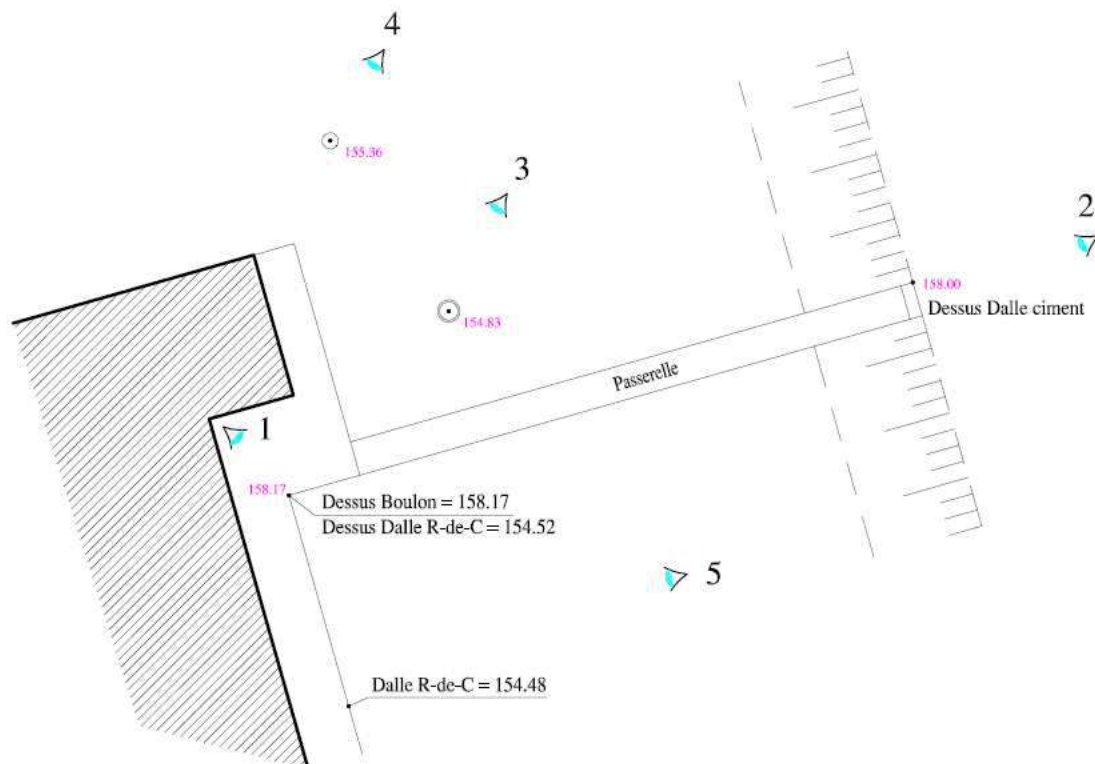 4
155.36
3
2
154.83
158.00
Dessus Dalle ciment
Passerelle
1
158.17
Dessus Boulon = 158.17
Dessus Dalle R-de-C = 154.52
5
Dalle R-de-C = 154.48